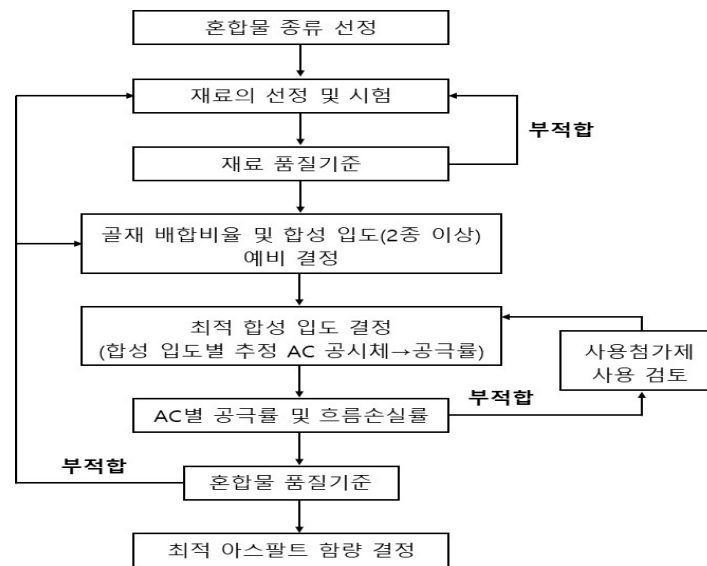 혼합물 종류 선정
재료의 선정 및 시험
부적합
재료 품질기준
골재 배합비율 및 합성 입도(2종 이상)
예비 결정
최적 합성 입도 결정
(합성 입도별 추정 AC 공시체→공극률)
사용첨가제
사용 검토
AC별 공극률 및 흐름손실률
부적합
부적합
혼합물 품질기준
최적 아스팔트 함량 결정